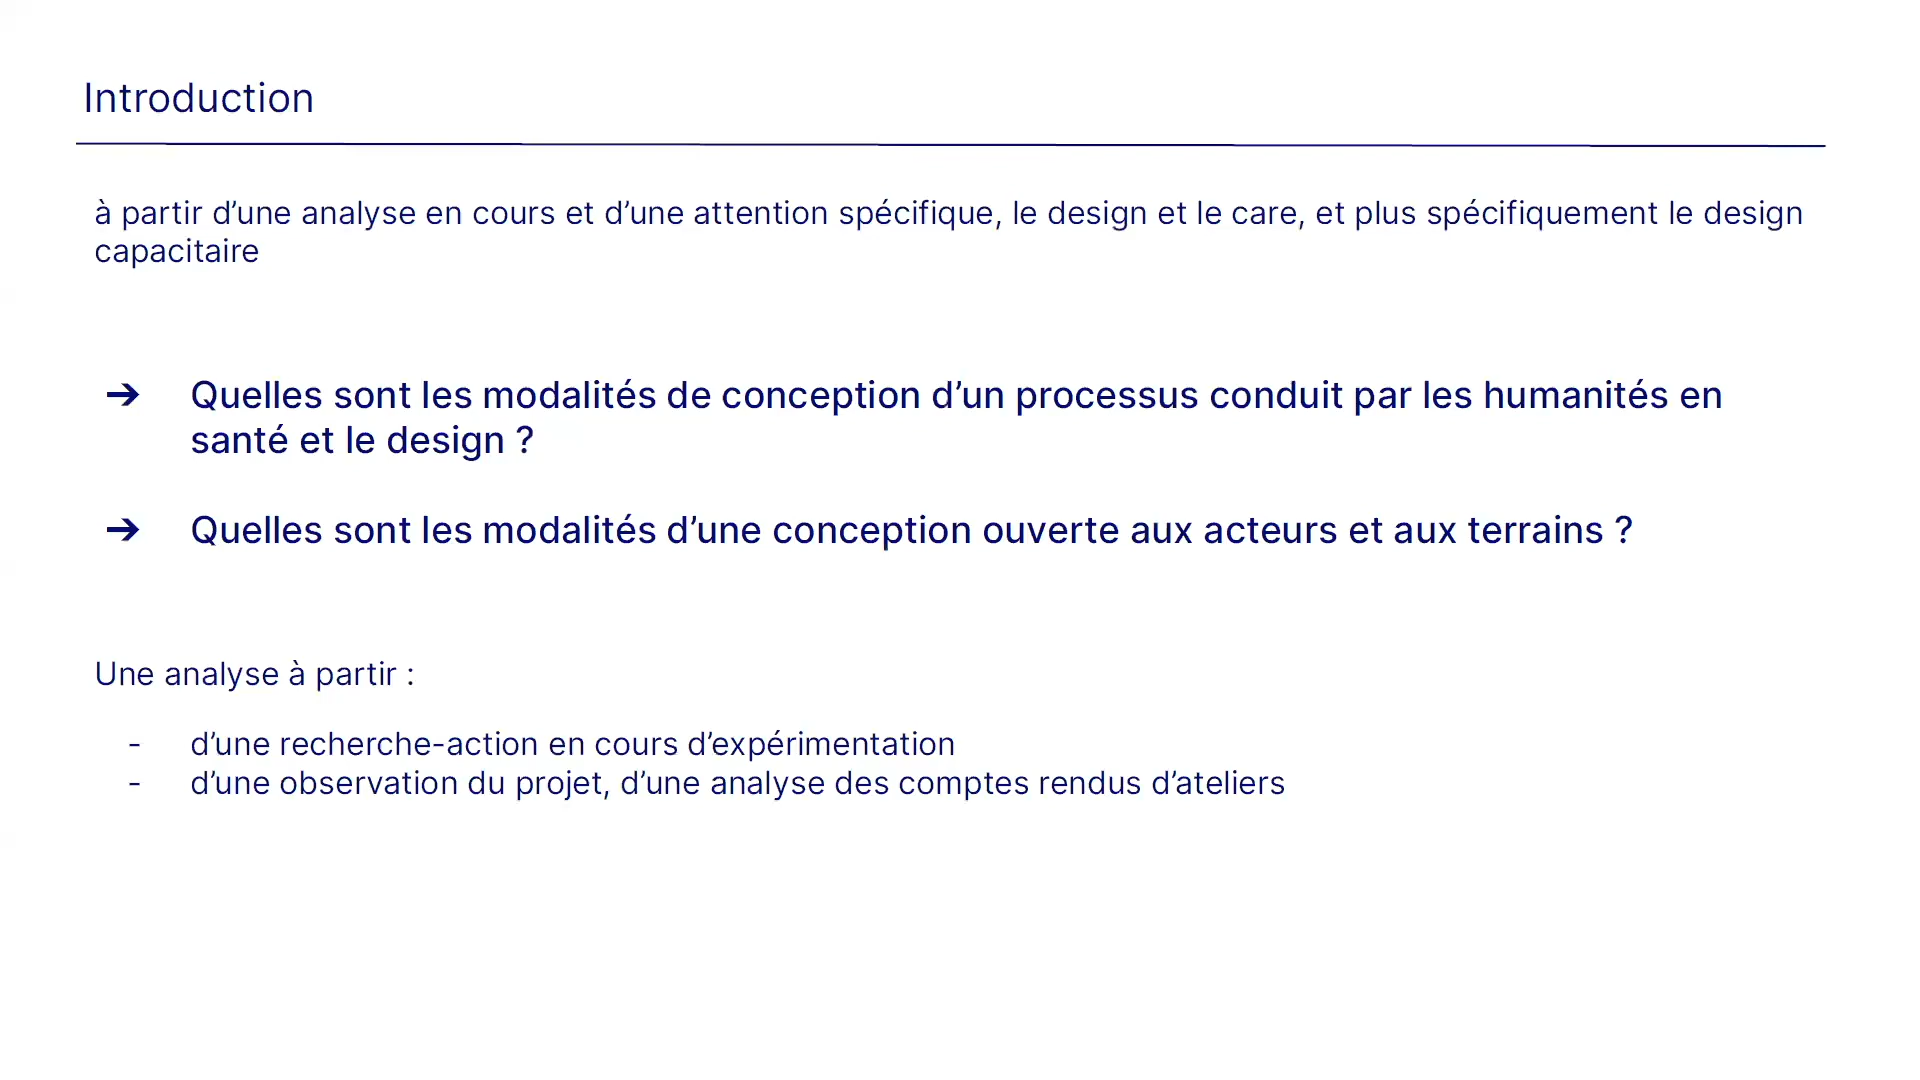 Introduction
à partir d’une analyse en cours et d’une attention spécifique, le design et le care, et plus spécifiquement le design
capacitaire
➔ Quelles sont les modalités de conception d’un processus conduit par les humanités en
santé et le design ?
➔ Quelles sont les modalités d’une conception ouverte aux acteurs et aux terrains ?
Une analyse à partir :
- d’une recherche-action en cours d’expérimentation
- d’une observation du projet, d’une analyse des comptes rendus d’ateliers